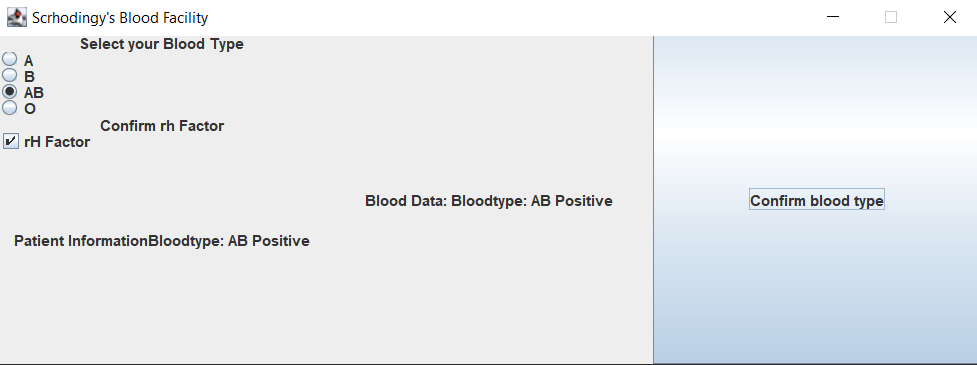 Scrhodingy's Blood Facility
Select your Blood Type
A
B
AB
O
Confirm rh Factor
rH Factor
Blood Data: Bloodtype: AB Positive
Confirm blood type
Patient InformationBloodtype: AB Positive